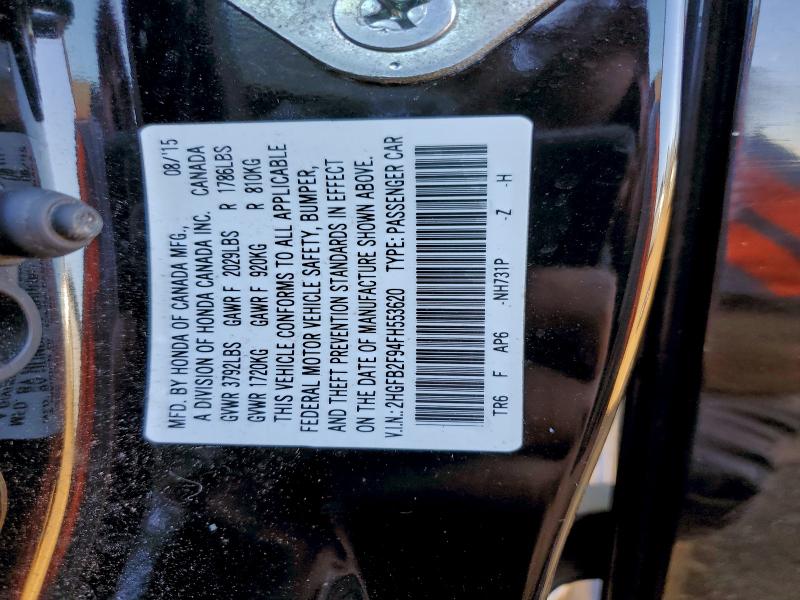 MFD. BY HONDA OF CANADA MFG., 08/'15
A DIVISION OF HONDA CANADA INC. CANADA
GVWR 3792LBS GAWR F 2029LBS R 1786LBS
GVWR 1720KG GAWR F 920KG R 810KG
THIS VEHICLE CONFORMS TO ALL APPLICABLE
FEDERAL MOTOR VEHICLE SAFETY, BUMPER,
AND THEFT PREVENTION STANDARDS IN EFFECT
ON THE DATE OF MANUFACTURE SHOWN ABOVE.
V.I.N.: 2HGFB2F94FH553620 TYPE: PASSENGER CAR
TR6 F AP6 -NH731P -Z -H